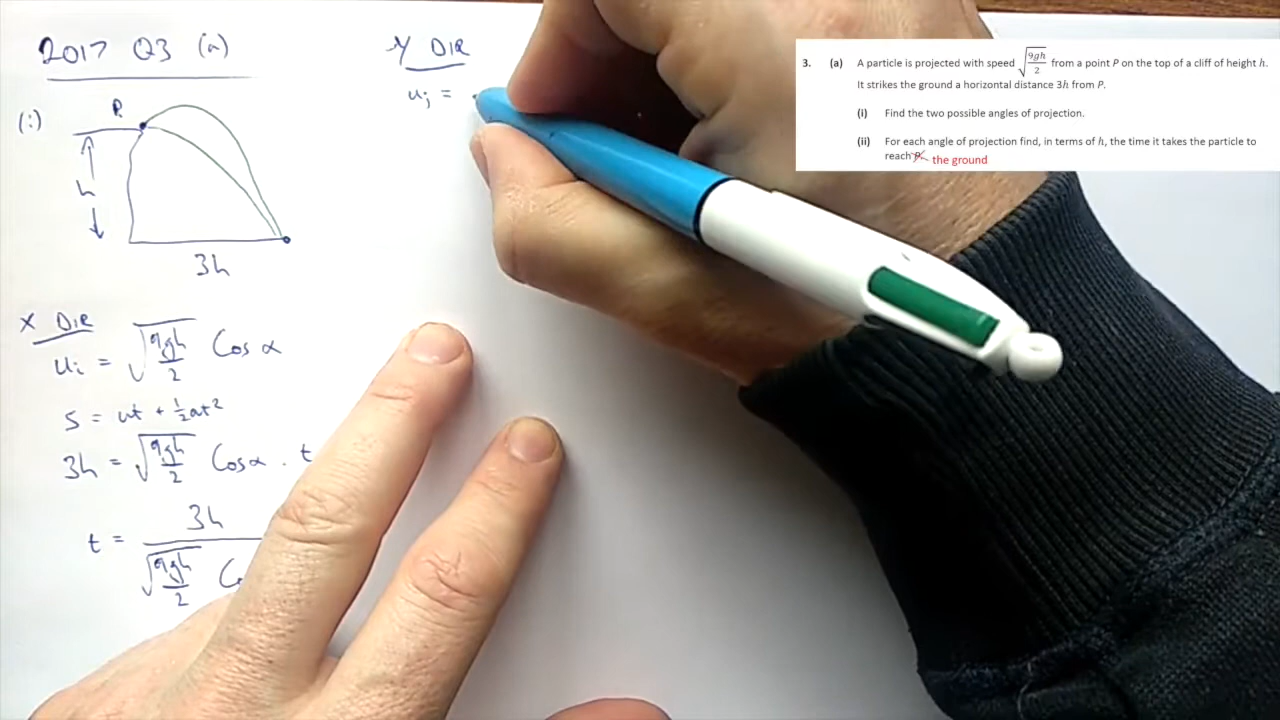 2017 Q3 (a)
(i)
P
h
3h
X DIR
uᵢ = √(9gh/2) Cos α
s = ut + ½at²
3h = √(9gh/2) Cos α . t
t = 3h / √(9gh/2)
Y DIR
uⱼ =
3. (a) A particle is projected with speed √(9gh/2) from a point P on the top of a cliff of height h.
It strikes the ground a horizontal distance 3h from P.
(i) Find the two possible angles of projection.
(ii) For each angle of projection find, in terms of h, the time it takes the particle to
reach P. the ground